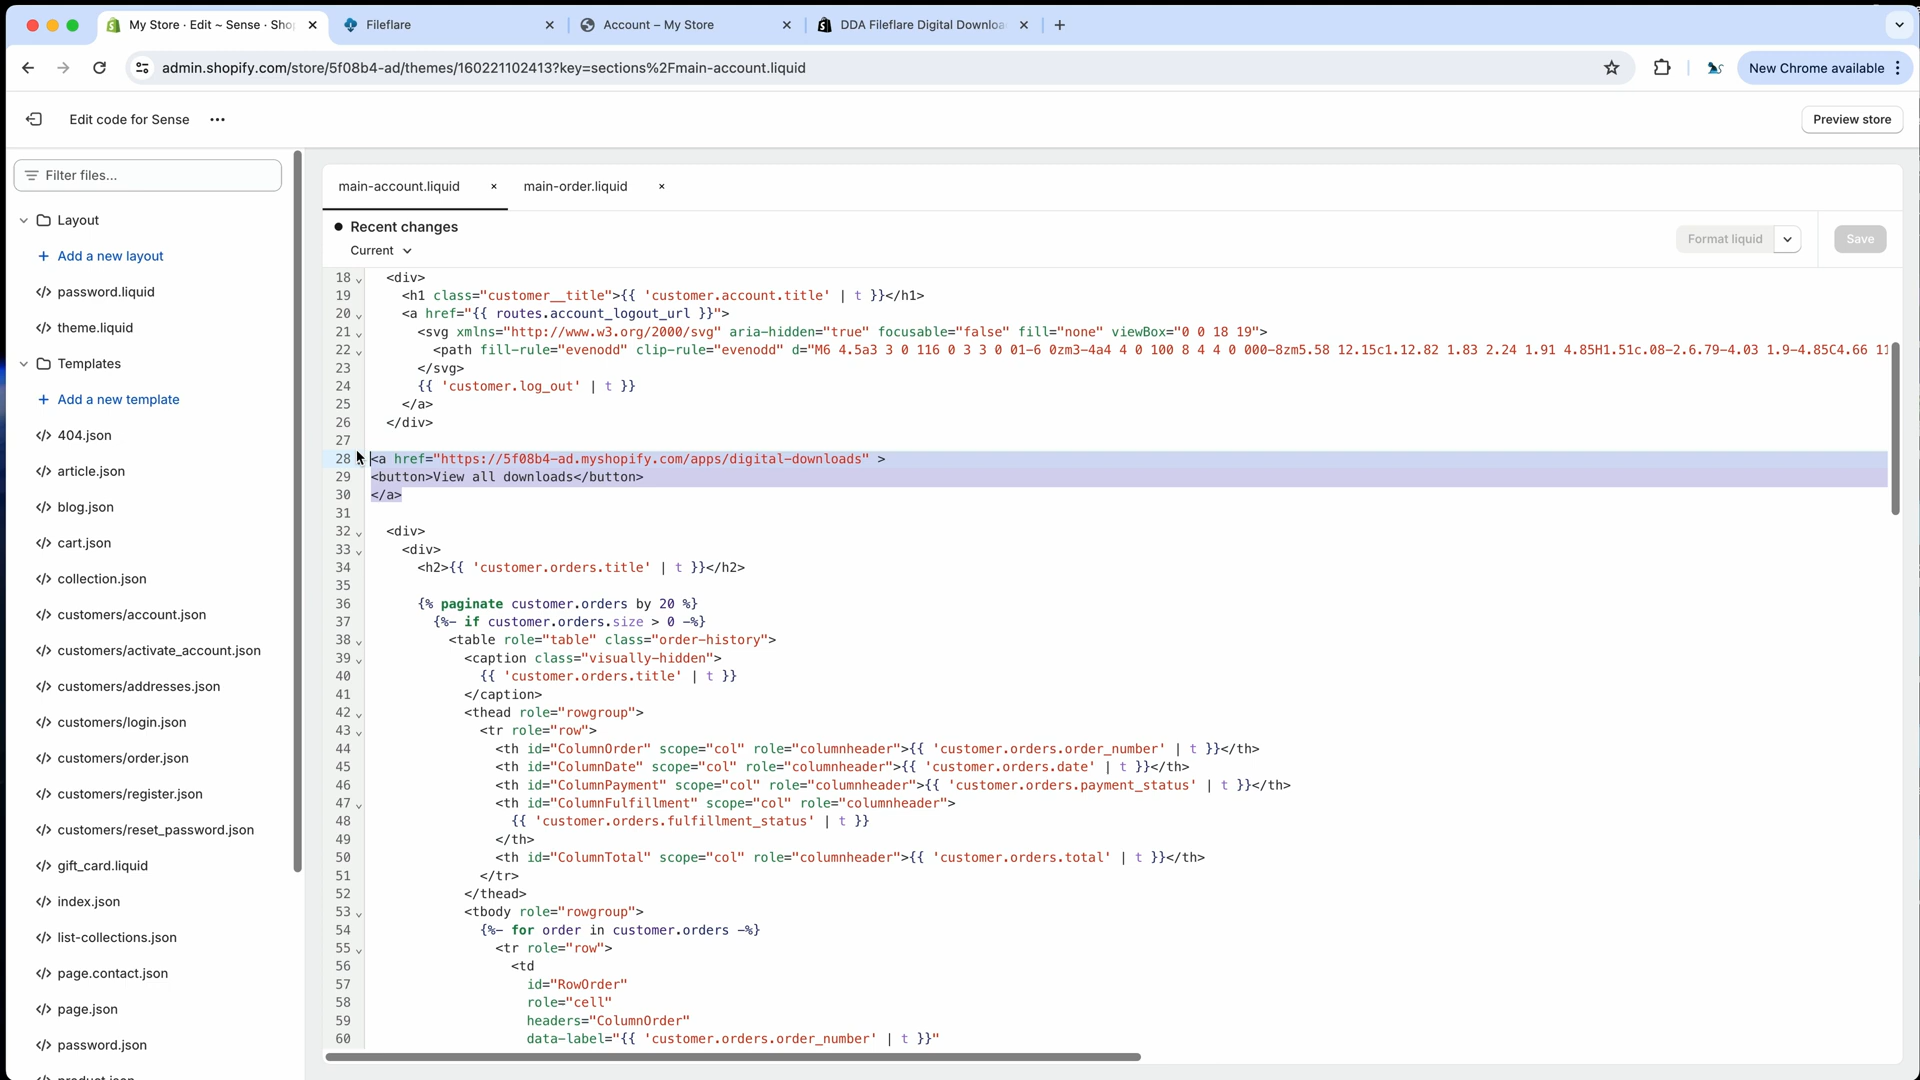 My Store · Edit ~ Sense · Sho
Fileflare
Account – My Store
DDA Fileflare Digital Downloa
admin.shopify.com/store/5f08b4-ad/themes/160221102413?key=sections%2Fmain-account.liquid
New Chrome available
Edit code for Sense
Preview store
Filter files...
Layout
Add a new layout
password.liquid
theme.liquid
Templates
Add a new template
404.json
article.json
blog.json
cart.json
collection.json
customers/account.json
customers/activate_account.json
customers/addresses.json
customers/login.json
customers/order.json
customers/register.json
customers/reset_password.json
gift_card.liquid
index.json
list-collections.json
page.contact.json
page.json
password.json
product.json
main-account.liquid
main-order.liquid
Recent changes
Current
Format liquid
Save
18 <div>
19 <h1 class="customer__title">{{ 'customer.account.title' | t }}</h1>
20 <a href="{{ routes.account_logout_url }}">
21 <svg xmlns="http://www.w3.org/2000/svg" aria-hidden="true" focusable="false" fill="none" viewBox="0 0 18 19">
22 <path fill-rule="evenodd" clip-rule="evenodd" d="M6 4.5a3 3 0 116 0 3 3 0 01-6 0zm3-4a4 4 0 100 8 4 4 0 000-8zm5.58 12.15c1.12.82 1.83 2.24 1.91 4.85H1.51c.08-2.6.79-4.03 1.9-4.85C4.66 11
23 </svg>
24 {{ 'customer.log_out' | t }}
25 </a>
26 </div>
27
28 <a href="https://5f08b4-ad.myshopify.com/apps/digital-downloads" >
29 <button>View all downloads</button>
30 </a>
31
32 <div>
33 <div>
34 <h2>{{ 'customer.orders.title' | t }}</h2>
35
36 {% paginate customer.orders by 20 %}
37 {%- if customer.orders.size > 0 -%}
38 <table role="table" class="order-history">
39 <caption class="visually-hidden">
40 {{ 'customer.orders.title' | t }}
41 </caption>
42 <thead role="rowgroup">
43 <tr role="row">
44 <th id="ColumnOrder" scope="col" role="columnheader">{{ 'customer.orders.order_number' | t }}</th>
45 <th id="ColumnDate" scope="col" role="columnheader">{{ 'customer.orders.date' | t }}</th>
46 <th id="ColumnPayment" scope="col" role="columnheader">{{ 'customer.orders.payment_status' | t }}</th>
47 <th id="ColumnFulfillment" scope="col" role="columnheader">
48 {{ 'customer.orders.fulfillment_status' | t }}
49 </th>
50 <th id="ColumnTotal" scope="col" role="columnheader">{{ 'customer.orders.total' | t }}</th>
51 </tr>
52 </thead>
53 <tbody role="rowgroup">
54 {%- for order in customer.orders -%}
55 <tr role="row">
56 <td
57 id="RowOrder"
58 role="cell"
59 headers="ColumnOrder"
60 data-label="{{ 'customer.orders.order_number' | t }}"